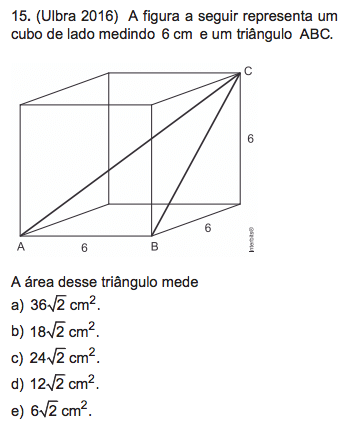 15. (Ulbra 2016) A figura a seguir representa um
cubo de lado medindo 6 cm e um triângulo ABC.
C
6
6
A
6
B
Interbits®
A área desse triângulo mede
a) 36√2 cm².
b) 18√2 cm².
c) 24√2 cm².
d) 12√2 cm².
e) 6√2 cm².